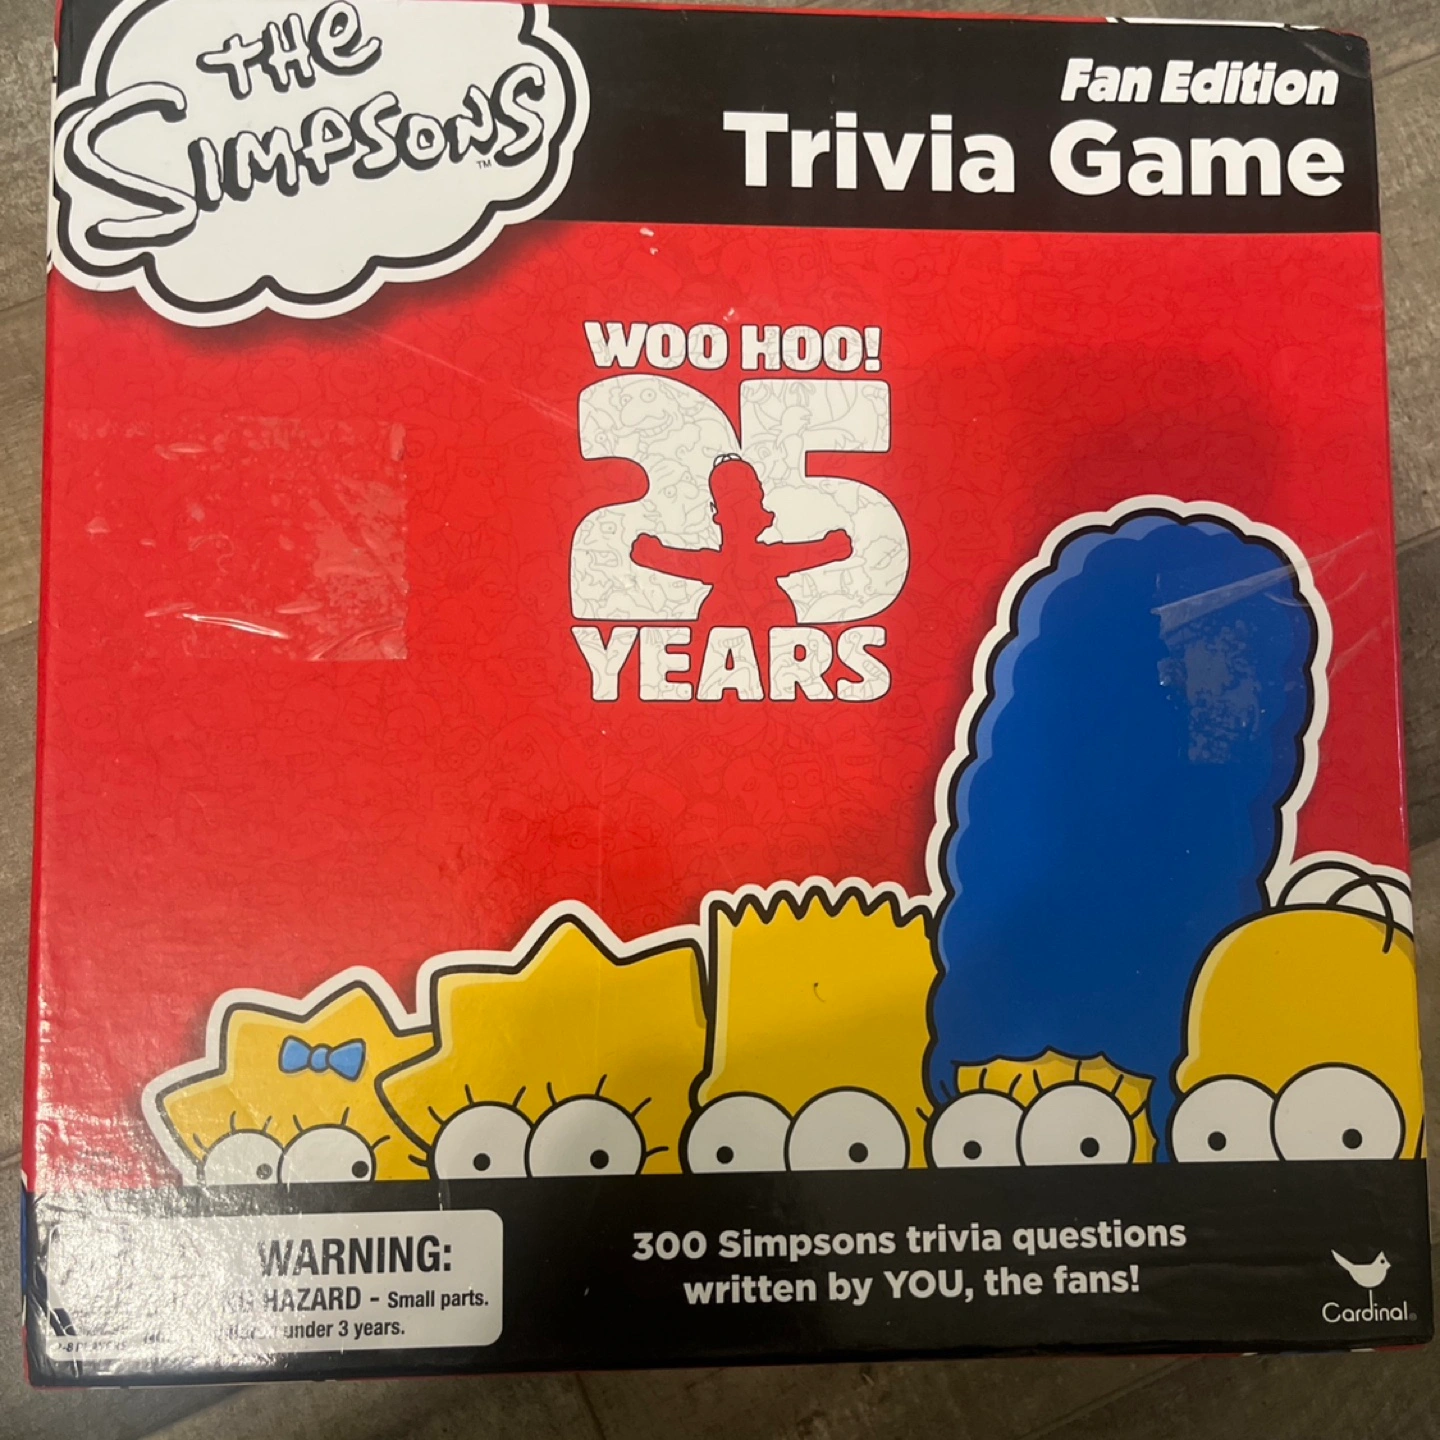 THE
SIMPSONS
TM
Fan Edition
Trivia Game
WOO HOO!
25
YEARS
WARNING:
HAZARD - Small parts.
under 3 years.
300 Simpsons trivia questions
written by YOU, the fans!
Cardinal